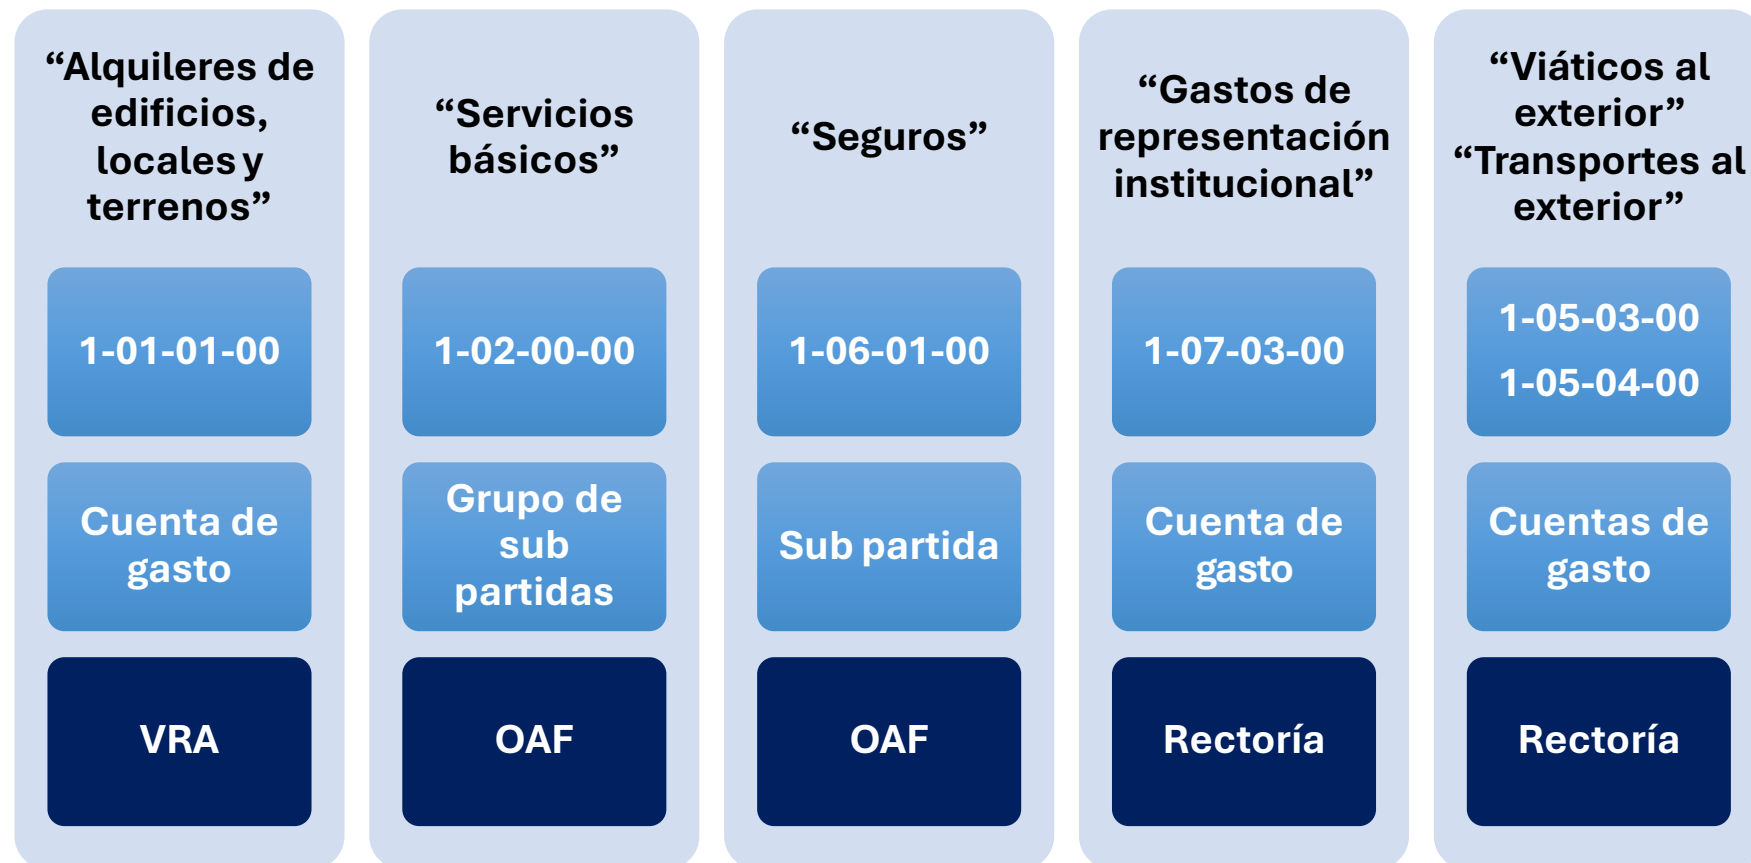 “Alquileres de
edificios,
locales y
terrenos”
1-01-01-00
Cuenta de
gasto
VRA
“Servicios
básicos”
1-02-00-00
Grupo de
sub
partidas
OAF
“Seguros”
1-06-01-00
Sub partida
OAF
“Gastos de
representación
institucional”
1-07-03-00
Cuenta de
gasto
Rectoría
“Viáticos al
exterior”
“Transportes al
exterior”
1-05-03-00
1-05-04-00
Cuentas de
gasto
Rectoría